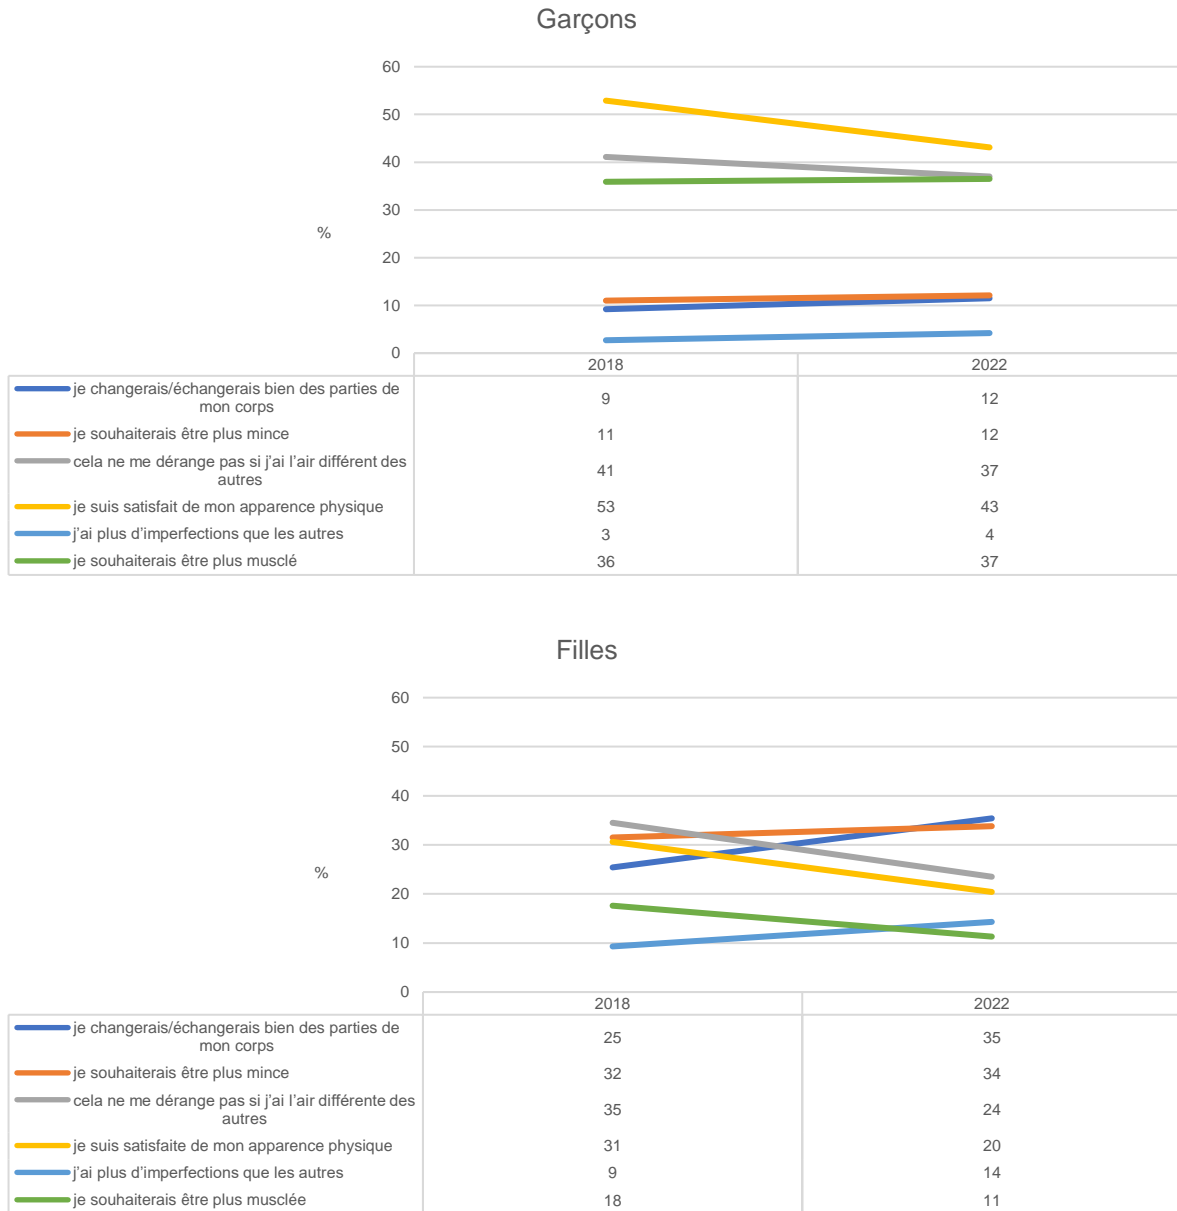 Garçons
60
50
40
30
%
20
10
0
2018 2022
je changerais/échangerais bien des parties de
mon corps
9 12
je souhaiterais être plus mince 11 12
cela ne me dérange pas si j'ai l'air différent des
autres
41 37
je suis satisfait de mon apparence physique 53 43
j'ai plus d'imperfections que les autres 3 4
je souhaiterais être plus musclé 36 37
Filles
60
50
40
30
%
20
10
0
2018 2022
je changerais/échangerais bien des parties de
mon corps
25 35
je souhaiterais être plus mince 32 34
cela ne me dérange pas si j'ai l'air différente des
autres
35 24
je suis satisfaite de mon apparence physique 31 20
j'ai plus d'imperfections que les autres 9 14
je souhaiterais être plus musclée 18 11